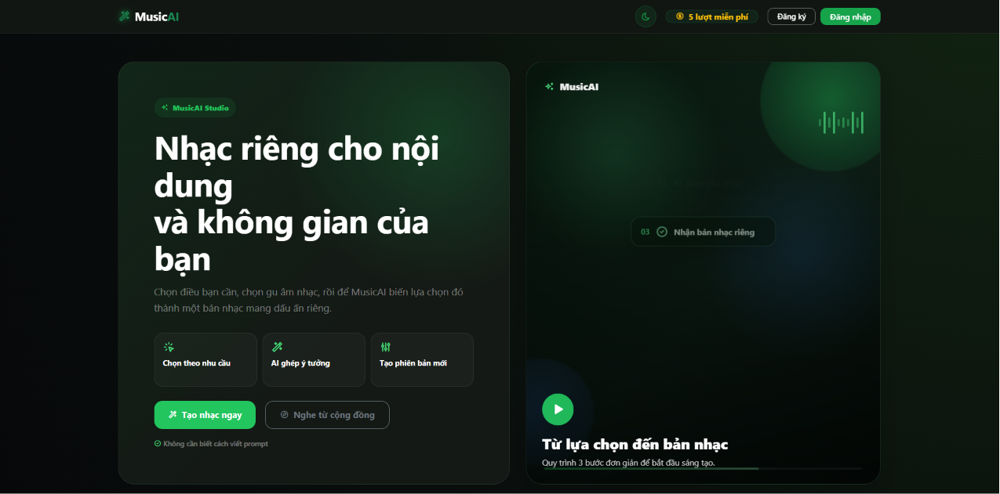 MusicAI
5 lượt miễn phí
Đăng ký
Đăng nhập
MusicAI Studio
Nhạc riêng cho nội
dung
và không gian của
bạn
Chọn điều bạn cần, chọn gu âm nhạc, rồi để MusicAI biến lựa chọn đó
thành một bản nhạc mang dấu ấn riêng.
Chọn theo nhu cầu
AI ghép ý tưởng
Tạo phiên bản mới
Tạo nhạc ngay
Nghe từ cộng đồng
Không cần biết cách viết prompt
MusicAI
03 Nhận bản nhạc riêng
Từ lựa chọn đến bản nhạc
Quy trình 3 bước đơn giản để bắt đầu sáng tạo.